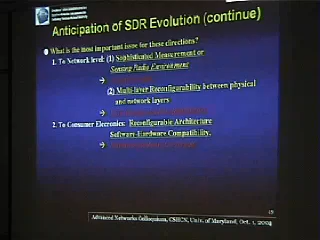 Anticipation of SDR Evolution (continue)
What is the most important issue for these directions?
1. To Network level: (1) Sophisticated Measurement or
Sensing Radio Environment
(2) Multi-layer Reconfigurability between physical
and network layers
2. To Consumer Elecronics: Reconfigurable Architecture
Software-Hardware Compatibility.
Advanced Networks Colloquium, CSHCN, Univ. of Maryland, Oct. 1, 2004